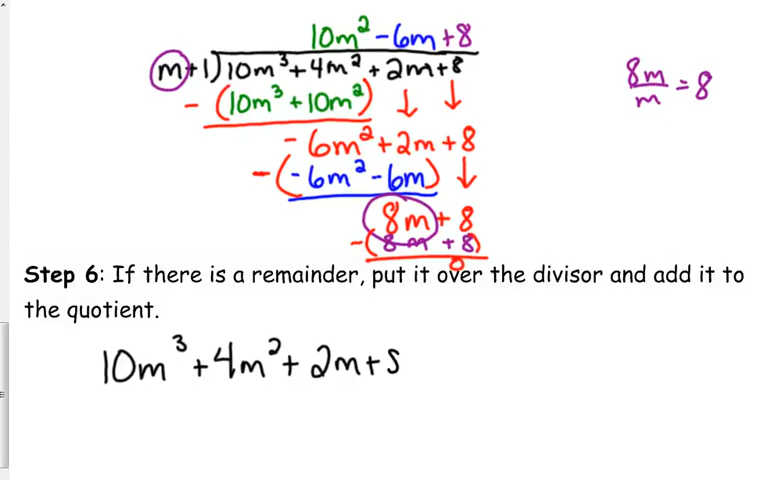 10m² - 6m + 8
m+1)10m³ + 4m² + 2m + 8
8m/m = 8
- (10m³ + 10m²) ↓ ↓
- 6m² + 2m + 8
- (-6m² - 6m) ↓
8m + 8
-(8m + 8)
0
Step 6: If there is a remainder, put it over the divisor and add it to
the quotient.
10m³ + 4m² + 2m +